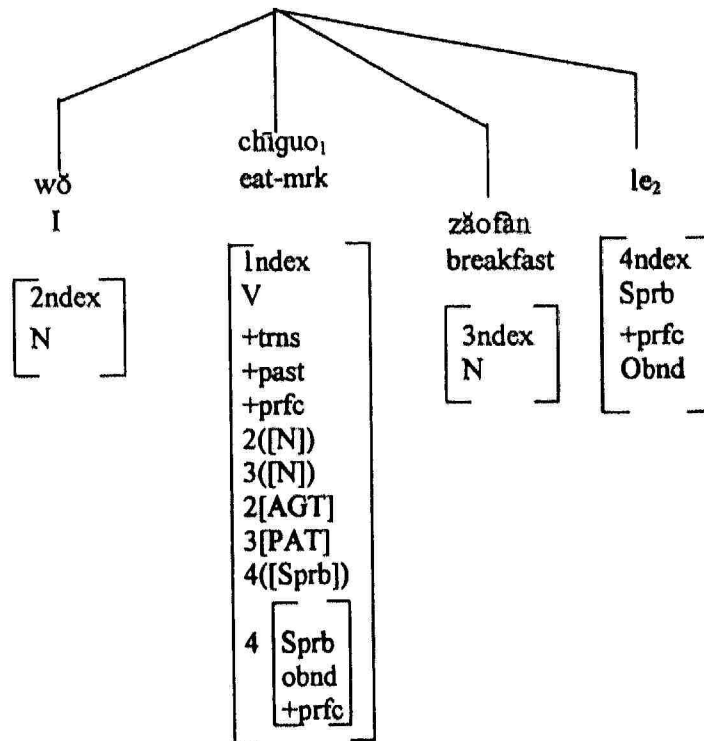 wǒ
I
2ndex
N
chīguo₁
eat-mrk
1ndex
V
+trns
+past
+prfc
2([N])
3([N])
2[AGT]
3[PAT]
4([Sprb])
4 Sprb
obnd
+prfc
zǎofàn
breakfast
3ndex
N
le₂
4ndex
Sprb
+prfc
Obnd